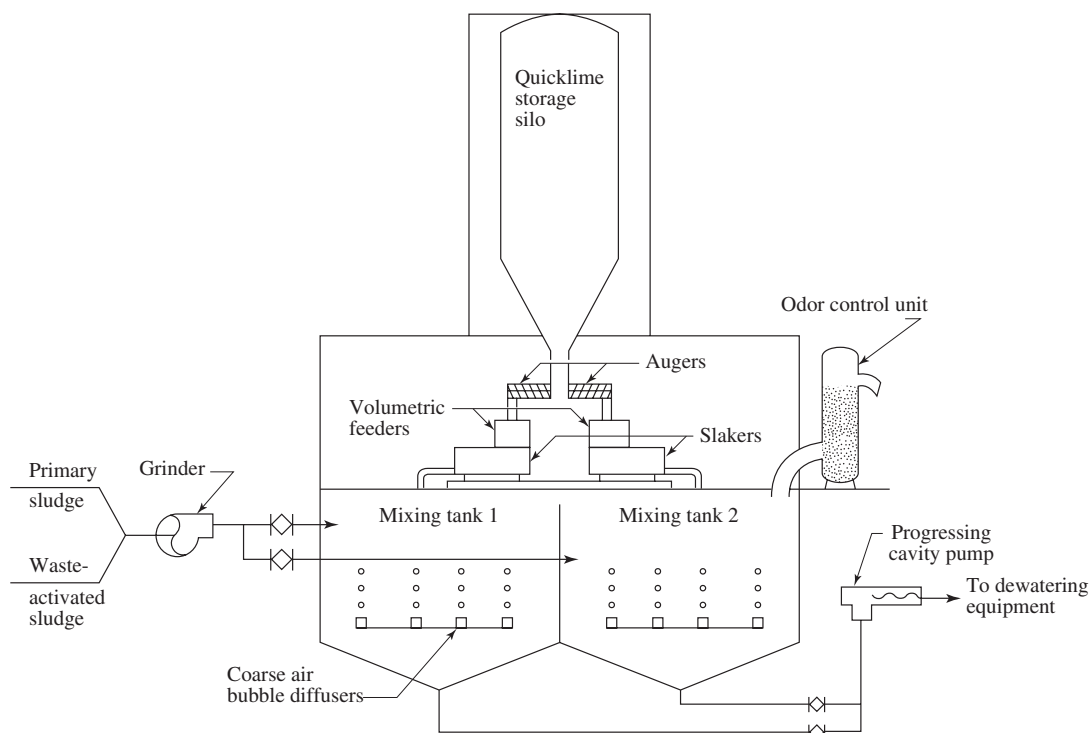 Quicklime
storage
silo
Odor control unit
Augers
Volumetric
feeders
Slakers
Primary
sludge
Grinder
Mixing tank 1
Mixing tank 2
Waste-
activated
sludge
Progressing
cavity pump
To dewatering
equipment
Coarse air
bubble diffusers